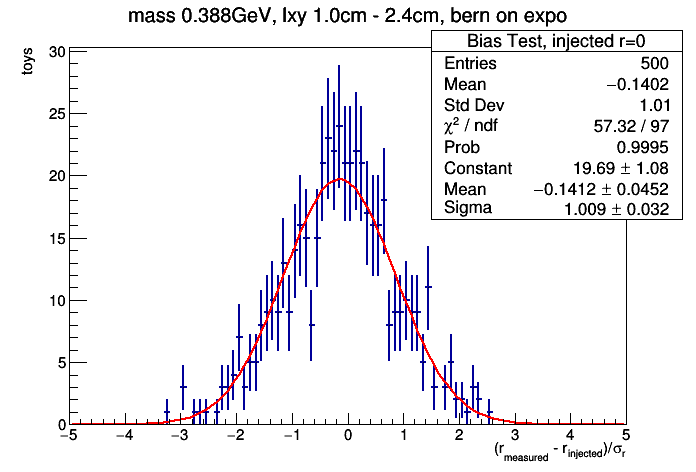 mass 0.388GeV, lxy 1.0cm - 2.4cm, bern on expo
toys
30
25
20
15
10
5
0
Bias Test, injected r=0
Entries 500
Mean −0.1402
Std Dev 1.01
χ² / ndf 57.32 / 97
Prob 0.9995
Constant 19.69 ± 1.08
Mean −0.1412 ± 0.0452
Sigma 1.009 ± 0.032
−5 −4 −3 −2 −1 0 1 2 3 4 5
(r_measured - r_injected)/σ_r